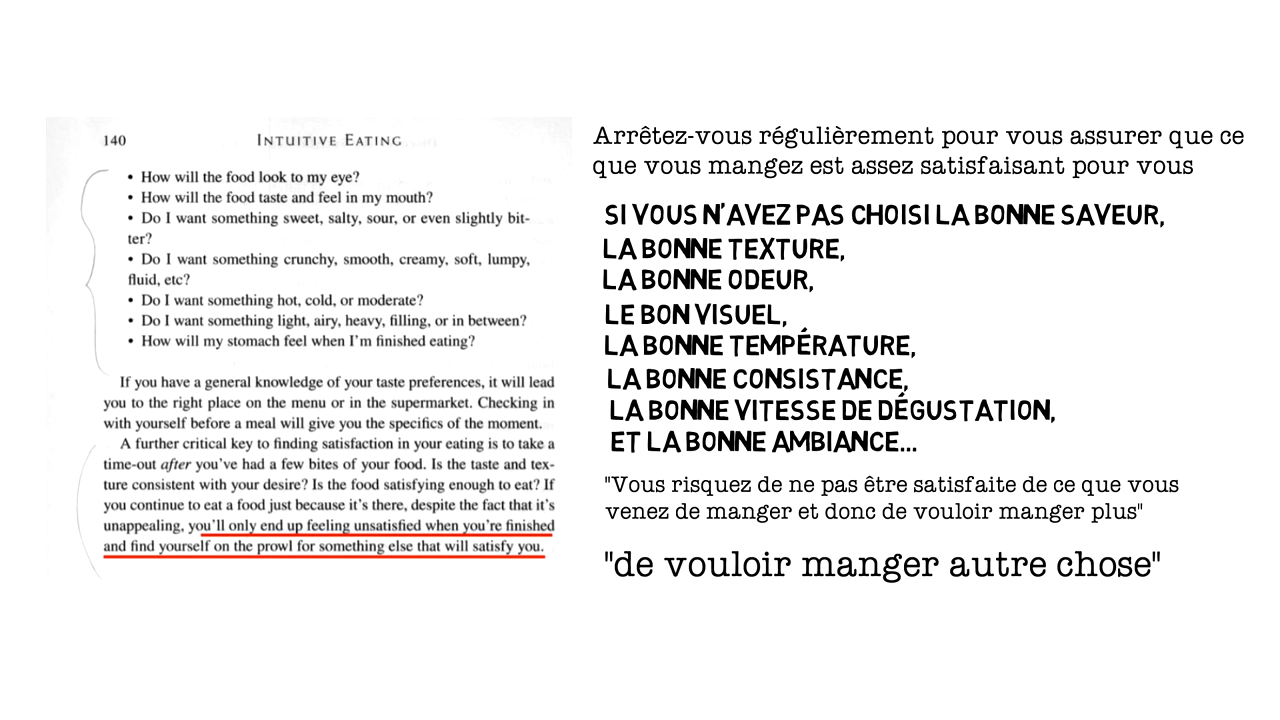 140 INTUITIVE EATING
• How will the food look to my eye?
• How will the food taste and feel in my mouth?
• Do I want something sweet, salty, sour, or even slightly bit-
ter?
• Do I want something crunchy, smooth, creamy, soft, lumpy,
fluid, etc?
• Do I want something hot, cold, or moderate?
• Do I want something light, airy, heavy, filling, or in between?
• How will my stomach feel when I'm finished eating?
If you have a general knowledge of your taste preferences, it will lead
you to the right place on the menu or in the supermarket. Checking in
with yourself before a meal will give you the specifics of the moment.
A further critical key to finding satisfaction in your eating is to take a
time-out after you've had a few bites of your food. Is the taste and tex-
ture consistent with your desire? Is the food satisfying enough to eat? If
you continue to eat a food just because it's there, despite the fact that it's
unappealing, you'll only end up feeling unsatisfied when you're finished
and find yourself on the prowl for something else that will satisfy you.
Arrêtez-vous régulièrement pour vous assurer que ce
que vous mangez est assez satisfaisant pour vous
SI VOUS N'AVEZ PAS CHOISI LA BONNE SAVEUR,
LA BONNE TEXTURE,
LA BONNE ODEUR,
LE BON VISUEL,
LA BONNE TEMPÉRATURE,
LA BONNE CONSISTANCE,
LA BONNE VITESSE DE DÉGUSTATION,
ET LA BONNE AMBIANCE...
"Vous risquez de ne pas être satisfaite de ce que vous
venez de manger et donc de vouloir manger plus"
"de vouloir manger autre chose"